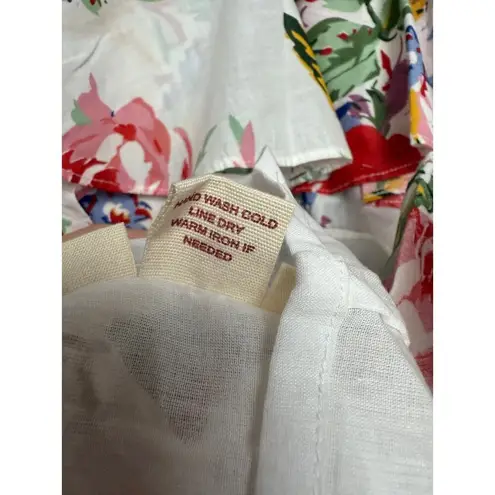 HAND WASH COLD
LINE DRY
WARM IRON IF
NEEDED